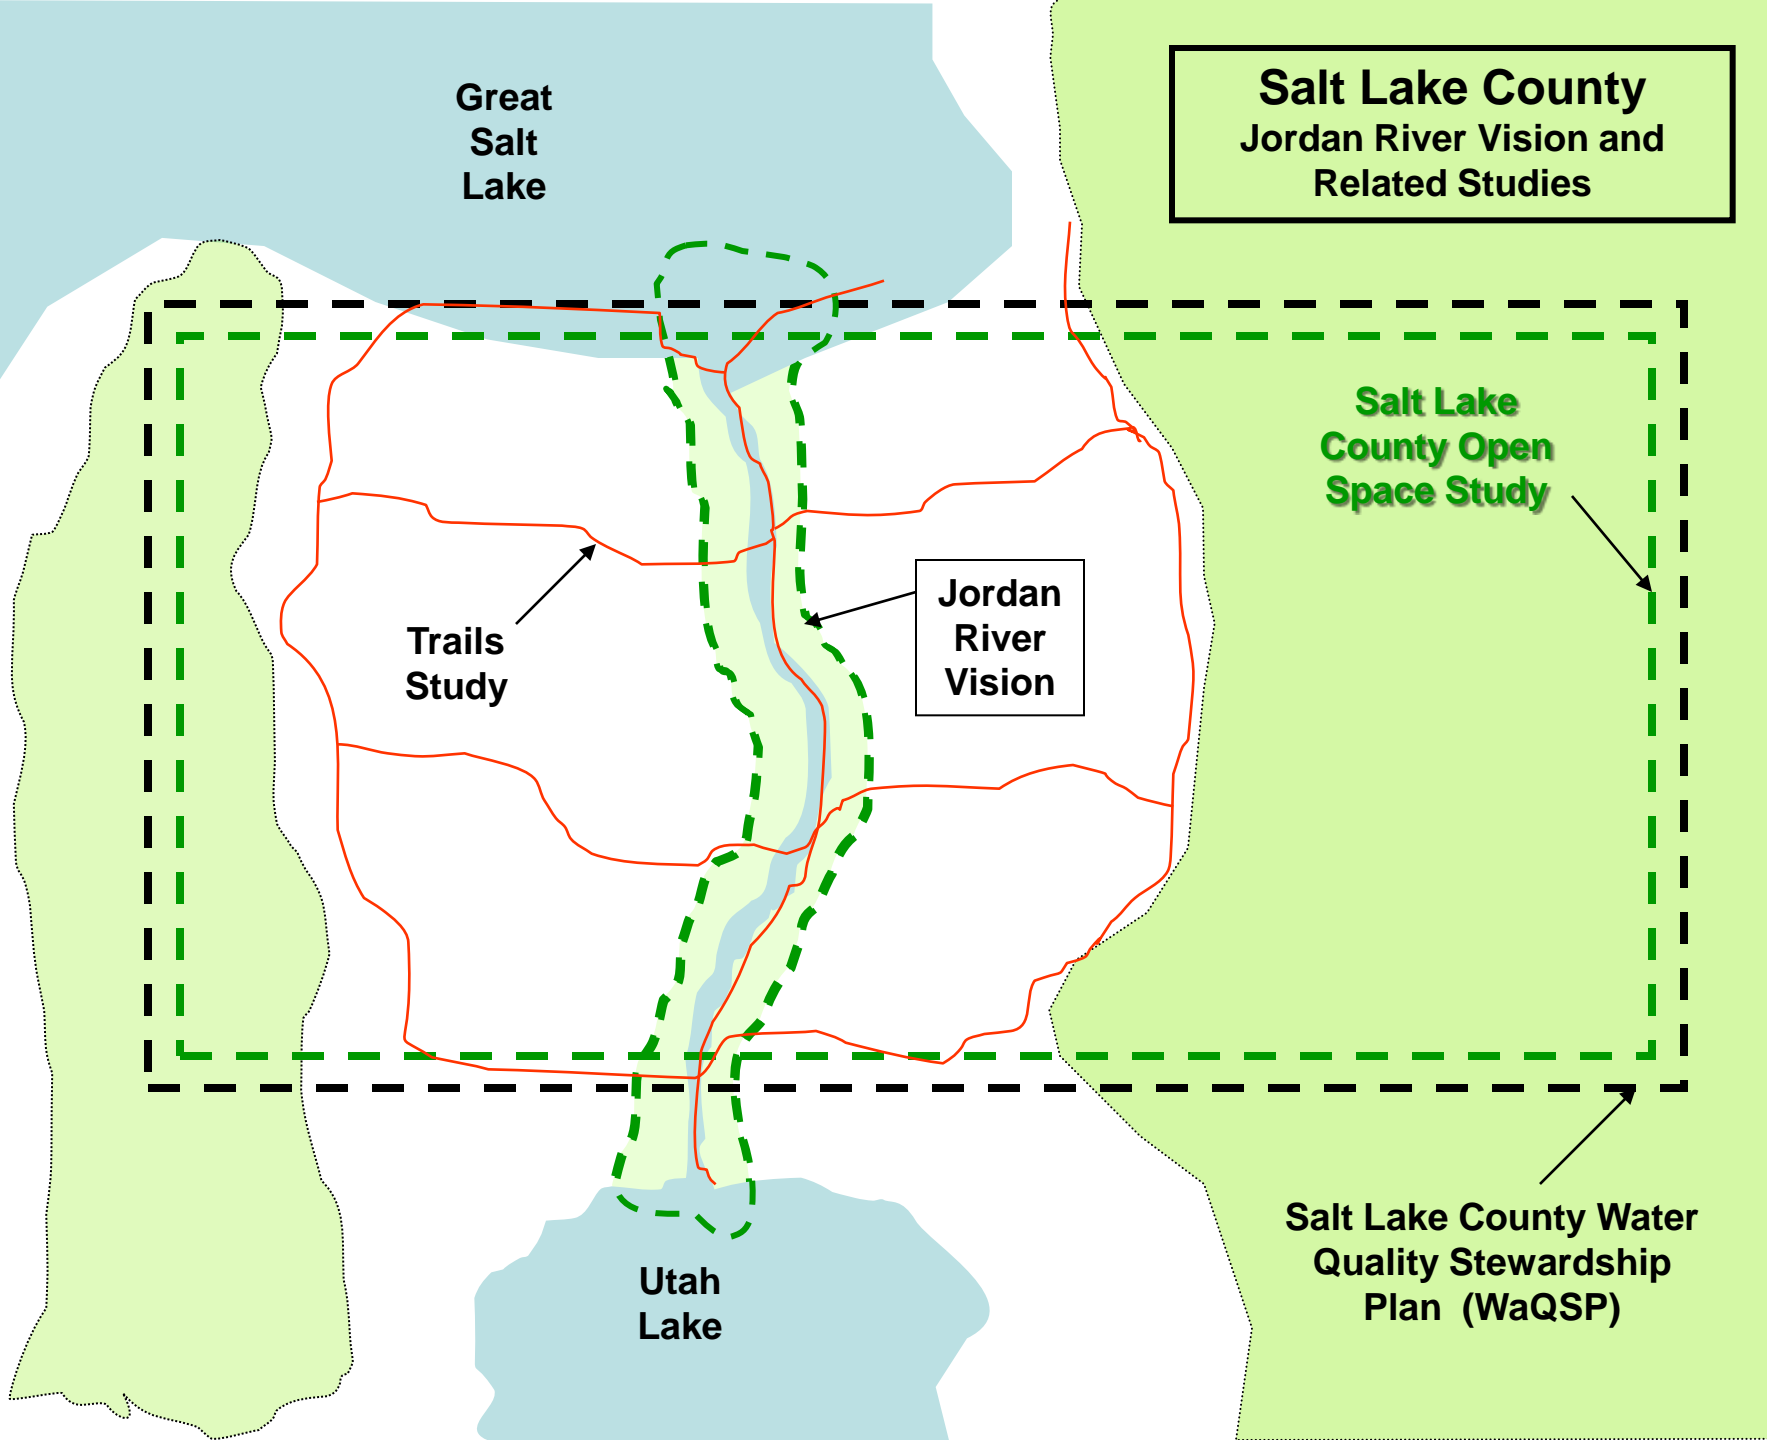 Great
Salt
Lake
Salt Lake County
Jordan River Vision and
Related Studies
Salt Lake
County Open
Space Study
Trails
Study
Jordan
River
Vision
Salt Lake County Water
Quality Stewardship
Plan (WaQSP)
Utah
Lake